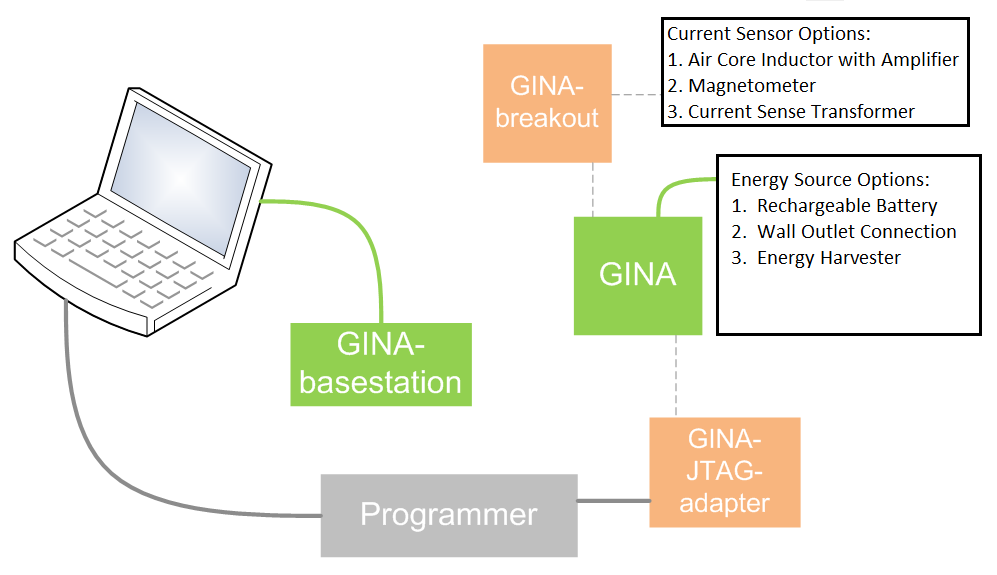 Current Sensor Options:
1. Air Core Inductor with Amplifier
2. Magnetometer
3. Current Sense Transformer
GINA-
breakout
Energy Source Options:
1. Rechargeable Battery
2. Wall Outlet Connection
3. Energy Harvester
GINA
GINA-
basestation
GINA-
JTAG-
adapter
Programmer